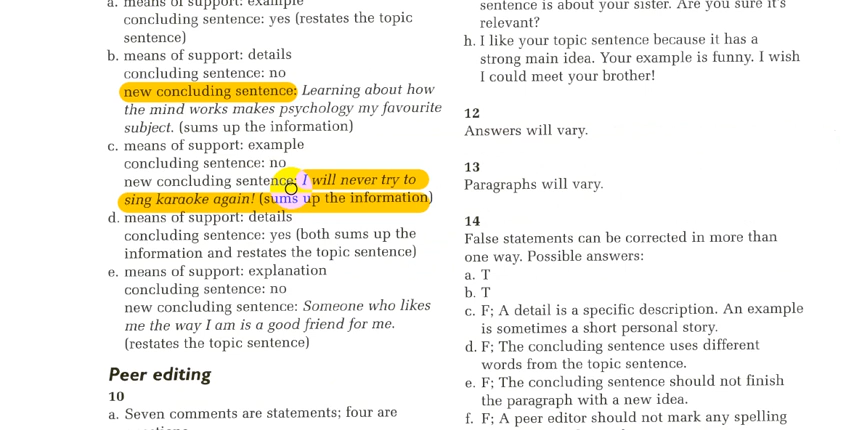 a. means of support: example
concluding sentence: yes (restates the topic
sentence)
b. means of support: details
concluding sentence: no
new concluding sentence: Learning about how
the mind works makes psychology my favourite
subject. (sums up the information)
c. means of support: example
concluding sentence: no
new concluding sentence: I will never try to
sing karaoke again! (sums up the information)
d. means of support: details
concluding sentence: yes (both sums up the
information and restates the topic sentence)
e. means of support: explanation
concluding sentence: no
new concluding sentence: Someone who likes
me the way I am is a good friend for me.
(restates the topic sentence)
Peer editing
10
a. Seven comments are statements; four are
sentence is about your sister. Are you sure it's
relevant?
h. I like your topic sentence because it has a
strong main idea. Your example is funny. I wish
I could meet your brother!
12
Answers will vary.
13
Paragraphs will vary.
14
False statements can be corrected in more than
one way. Possible answers:
a. T
b. T
c. F; A detail is a specific description. An example
is sometimes a short personal story.
d. F; The concluding sentence uses different
words from the topic sentence.
e. F; The concluding sentence should not finish
the paragraph with a new idea.
f. F; A peer editor should not mark any spelling